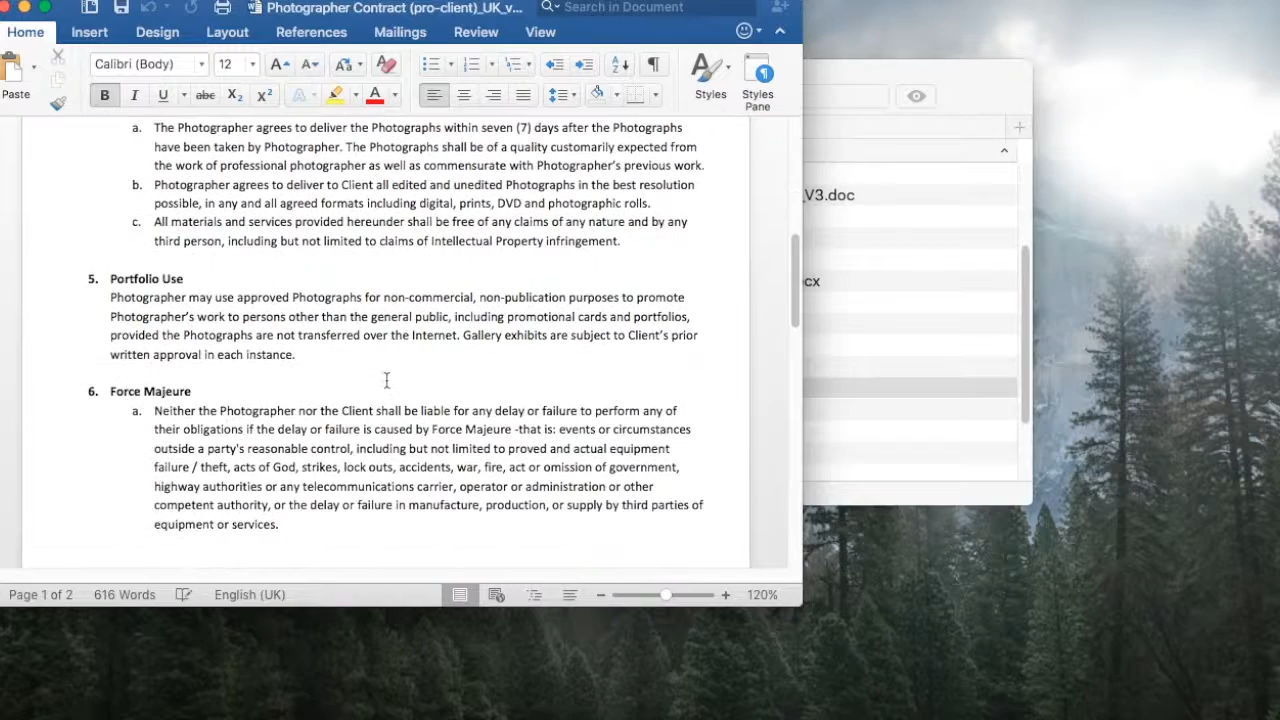 Photographer Contract (pro-client)_UK_v...
Search in Document
Home Insert Design Layout References Mailings Review View
Paste
Calibri (Body) 12
Styles
Styles Pane
a. The Photographer agrees to deliver the Photographs within seven (7) days after the Photographs
have been taken by Photographer. The Photographs shall be of a quality customarily expected from
the work of professional photographer as well as commensurate with Photographer's previous work.
b. Photographer agrees to deliver to Client all edited and unedited Photographs in the best resolution
possible, in any and all agreed formats including digital, prints, DVD and photographic rolls.
c. All materials and services provided hereunder shall be free of any claims of any nature and by any
third person, including but not limited to claims of Intellectual Property infringement.
5. Portfolio Use
Photographer may use approved Photographs for non-commercial, non-publication purposes to promote
Photographer's work to persons other than the general public, including promotional cards and portfolios,
provided the Photographs are not transferred over the Internet. Gallery exhibits are subject to Client's prior
written approval in each instance.
6. Force Majeure
a. Neither the Photographer nor the Client shall be liable for any delay or failure to perform any of
their obligations if the delay or failure is caused by Force Majeure -that is: events or circumstances
outside a party's reasonable control, including but not limited to proved and actual equipment
failure / theft, acts of God, strikes, lock outs, accidents, war, fire, act or omission of government,
highway authorities or any telecommunications carrier, operator or administration or other
competent authority, or the delay or failure in manufacture, production, or supply by third parties of
equipment or services.
Page 1 of 2 616 Words English (UK) 120%
_V3.doc
cx